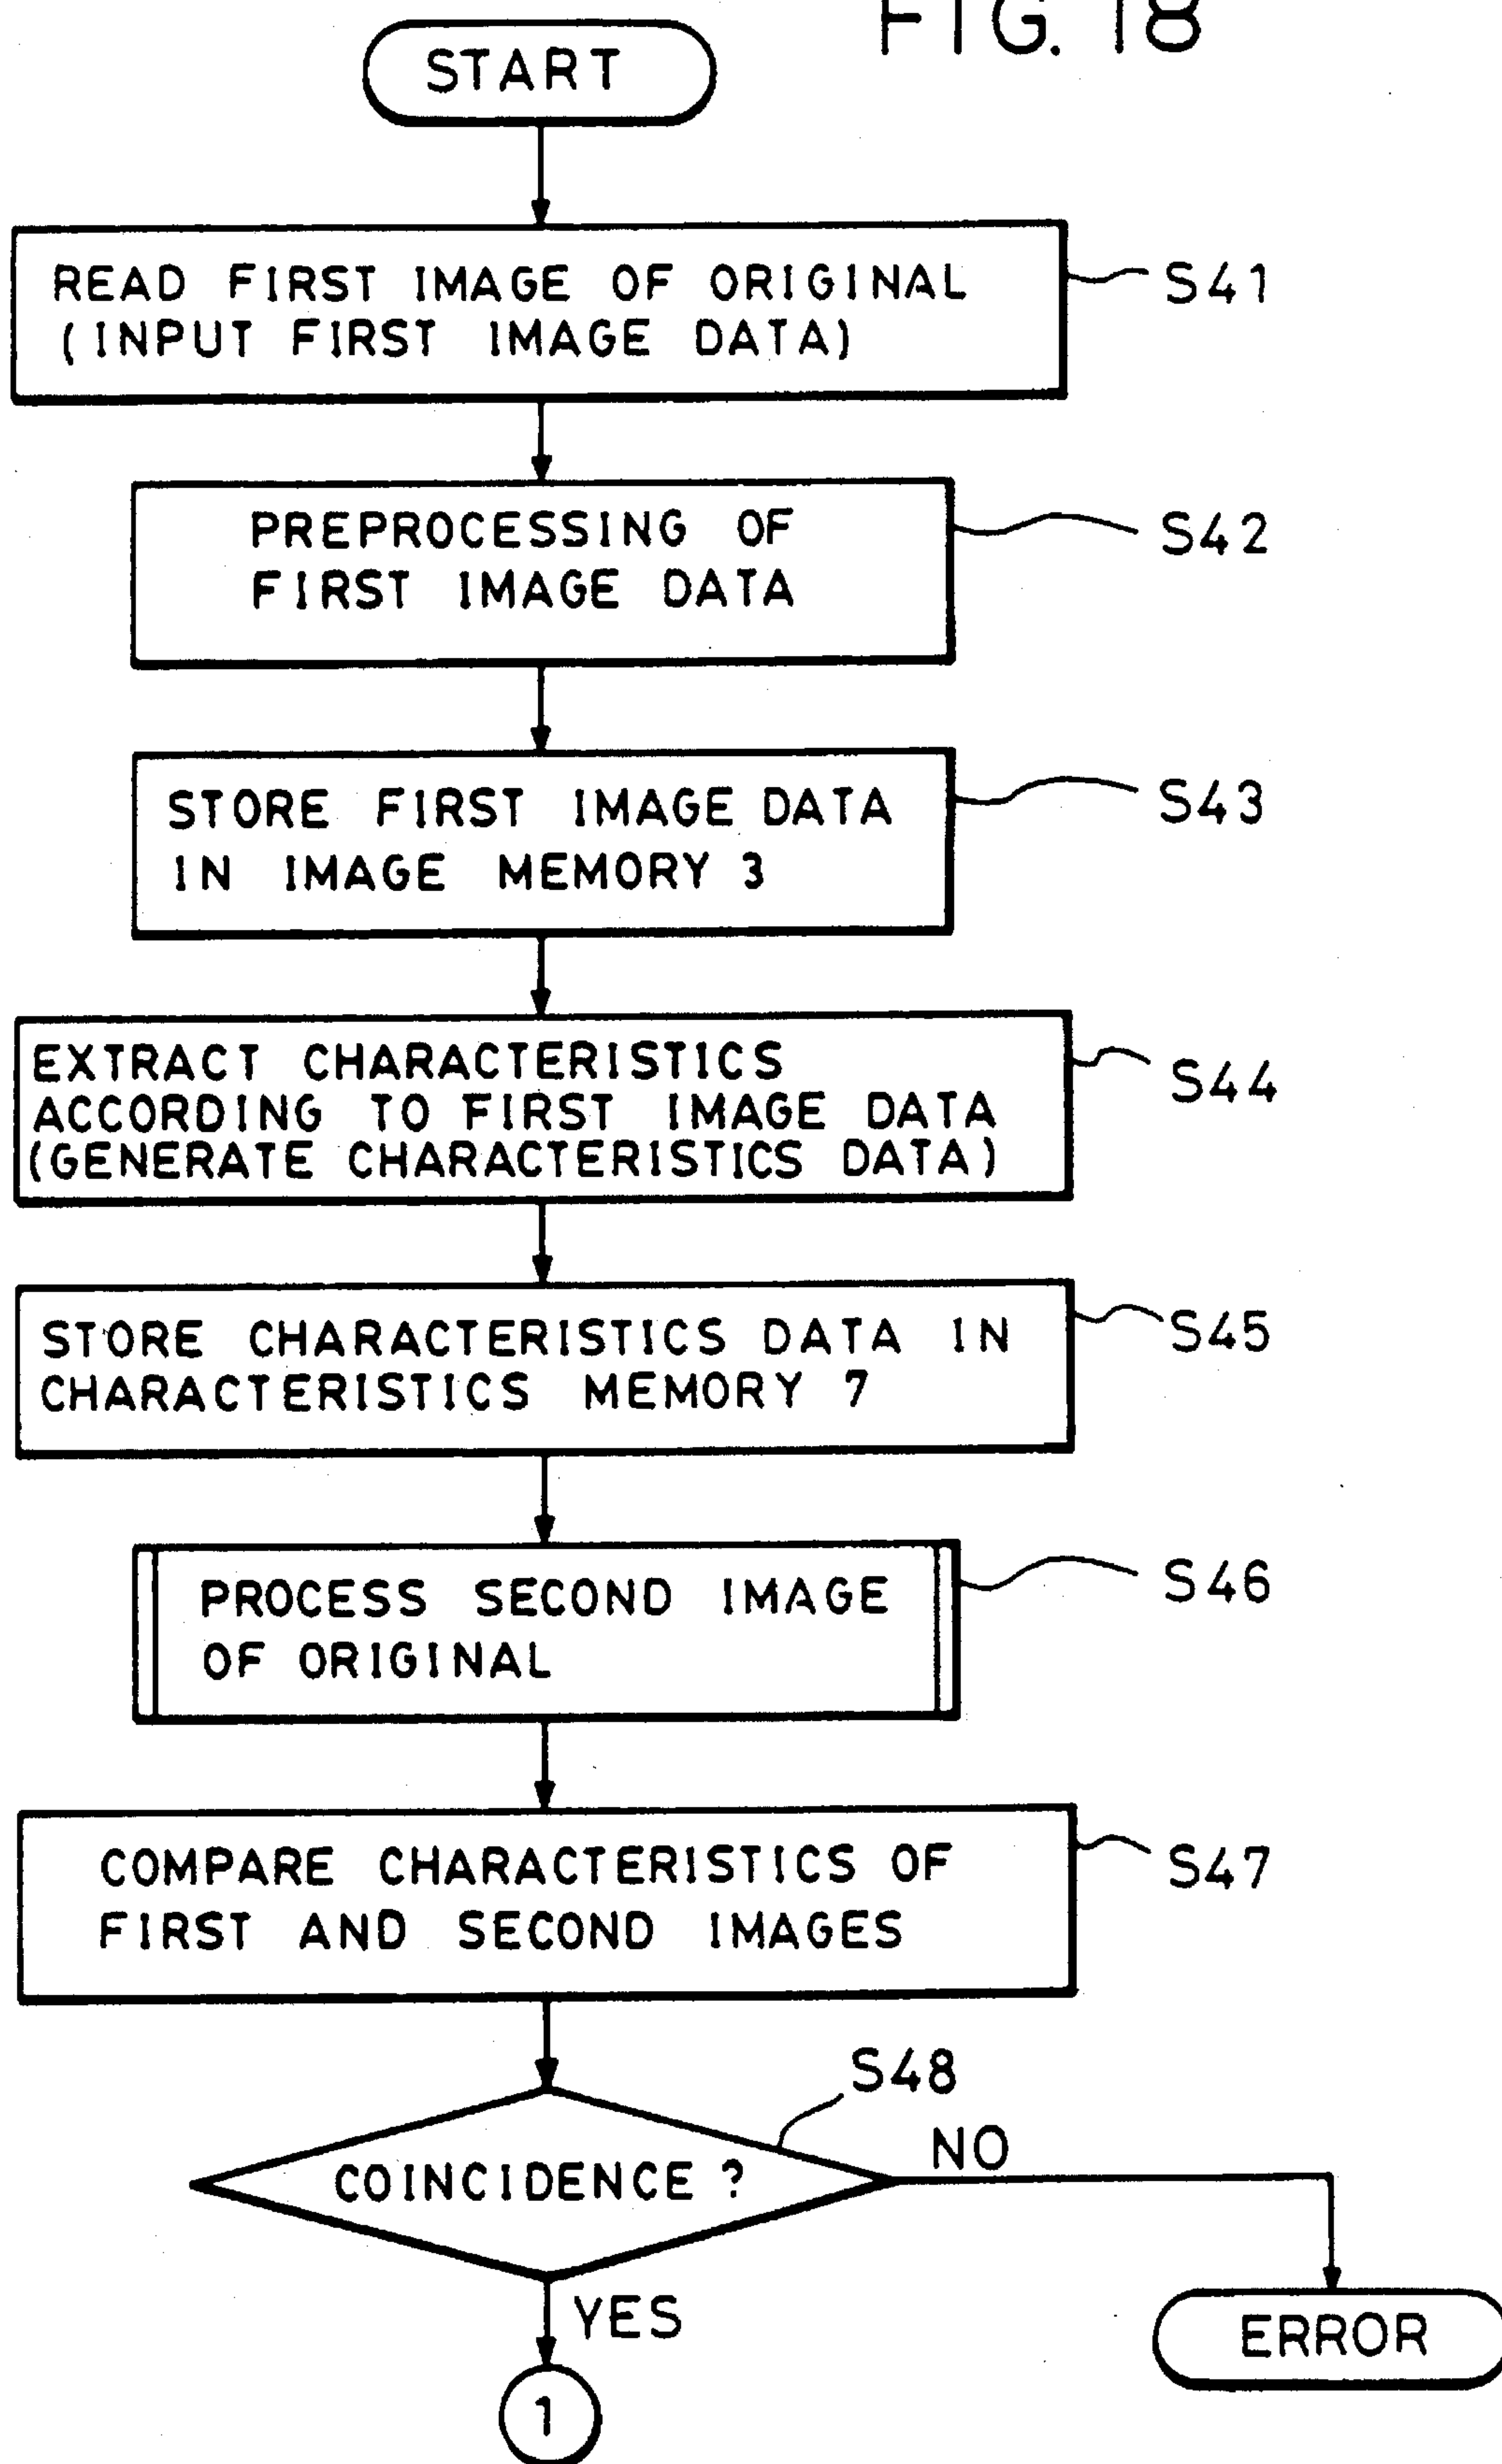 FIG. 18
START
READ FIRST IMAGE OF ORIGINAL
(INPUT FIRST IMAGE DATA)
S41
PREPROCESSING OF
FIRST IMAGE DATA
S42
STORE FIRST IMAGE DATA
IN IMAGE MEMORY 3
S43
EXTRACT CHARACTERISTICS
ACCORDING TO FIRST IMAGE DATA
(GENERATE CHARACTERISTICS DATA)
S44
STORE CHARACTERISTICS DATA IN
CHARACTERISTICS MEMORY 7
S45
PROCESS SECOND IMAGE
OF ORIGINAL
S46
COMPARE CHARACTERISTICS OF
FIRST AND SECOND IMAGES
S47
S48
COINCIDENCE ?
NO
YES
ERROR
1